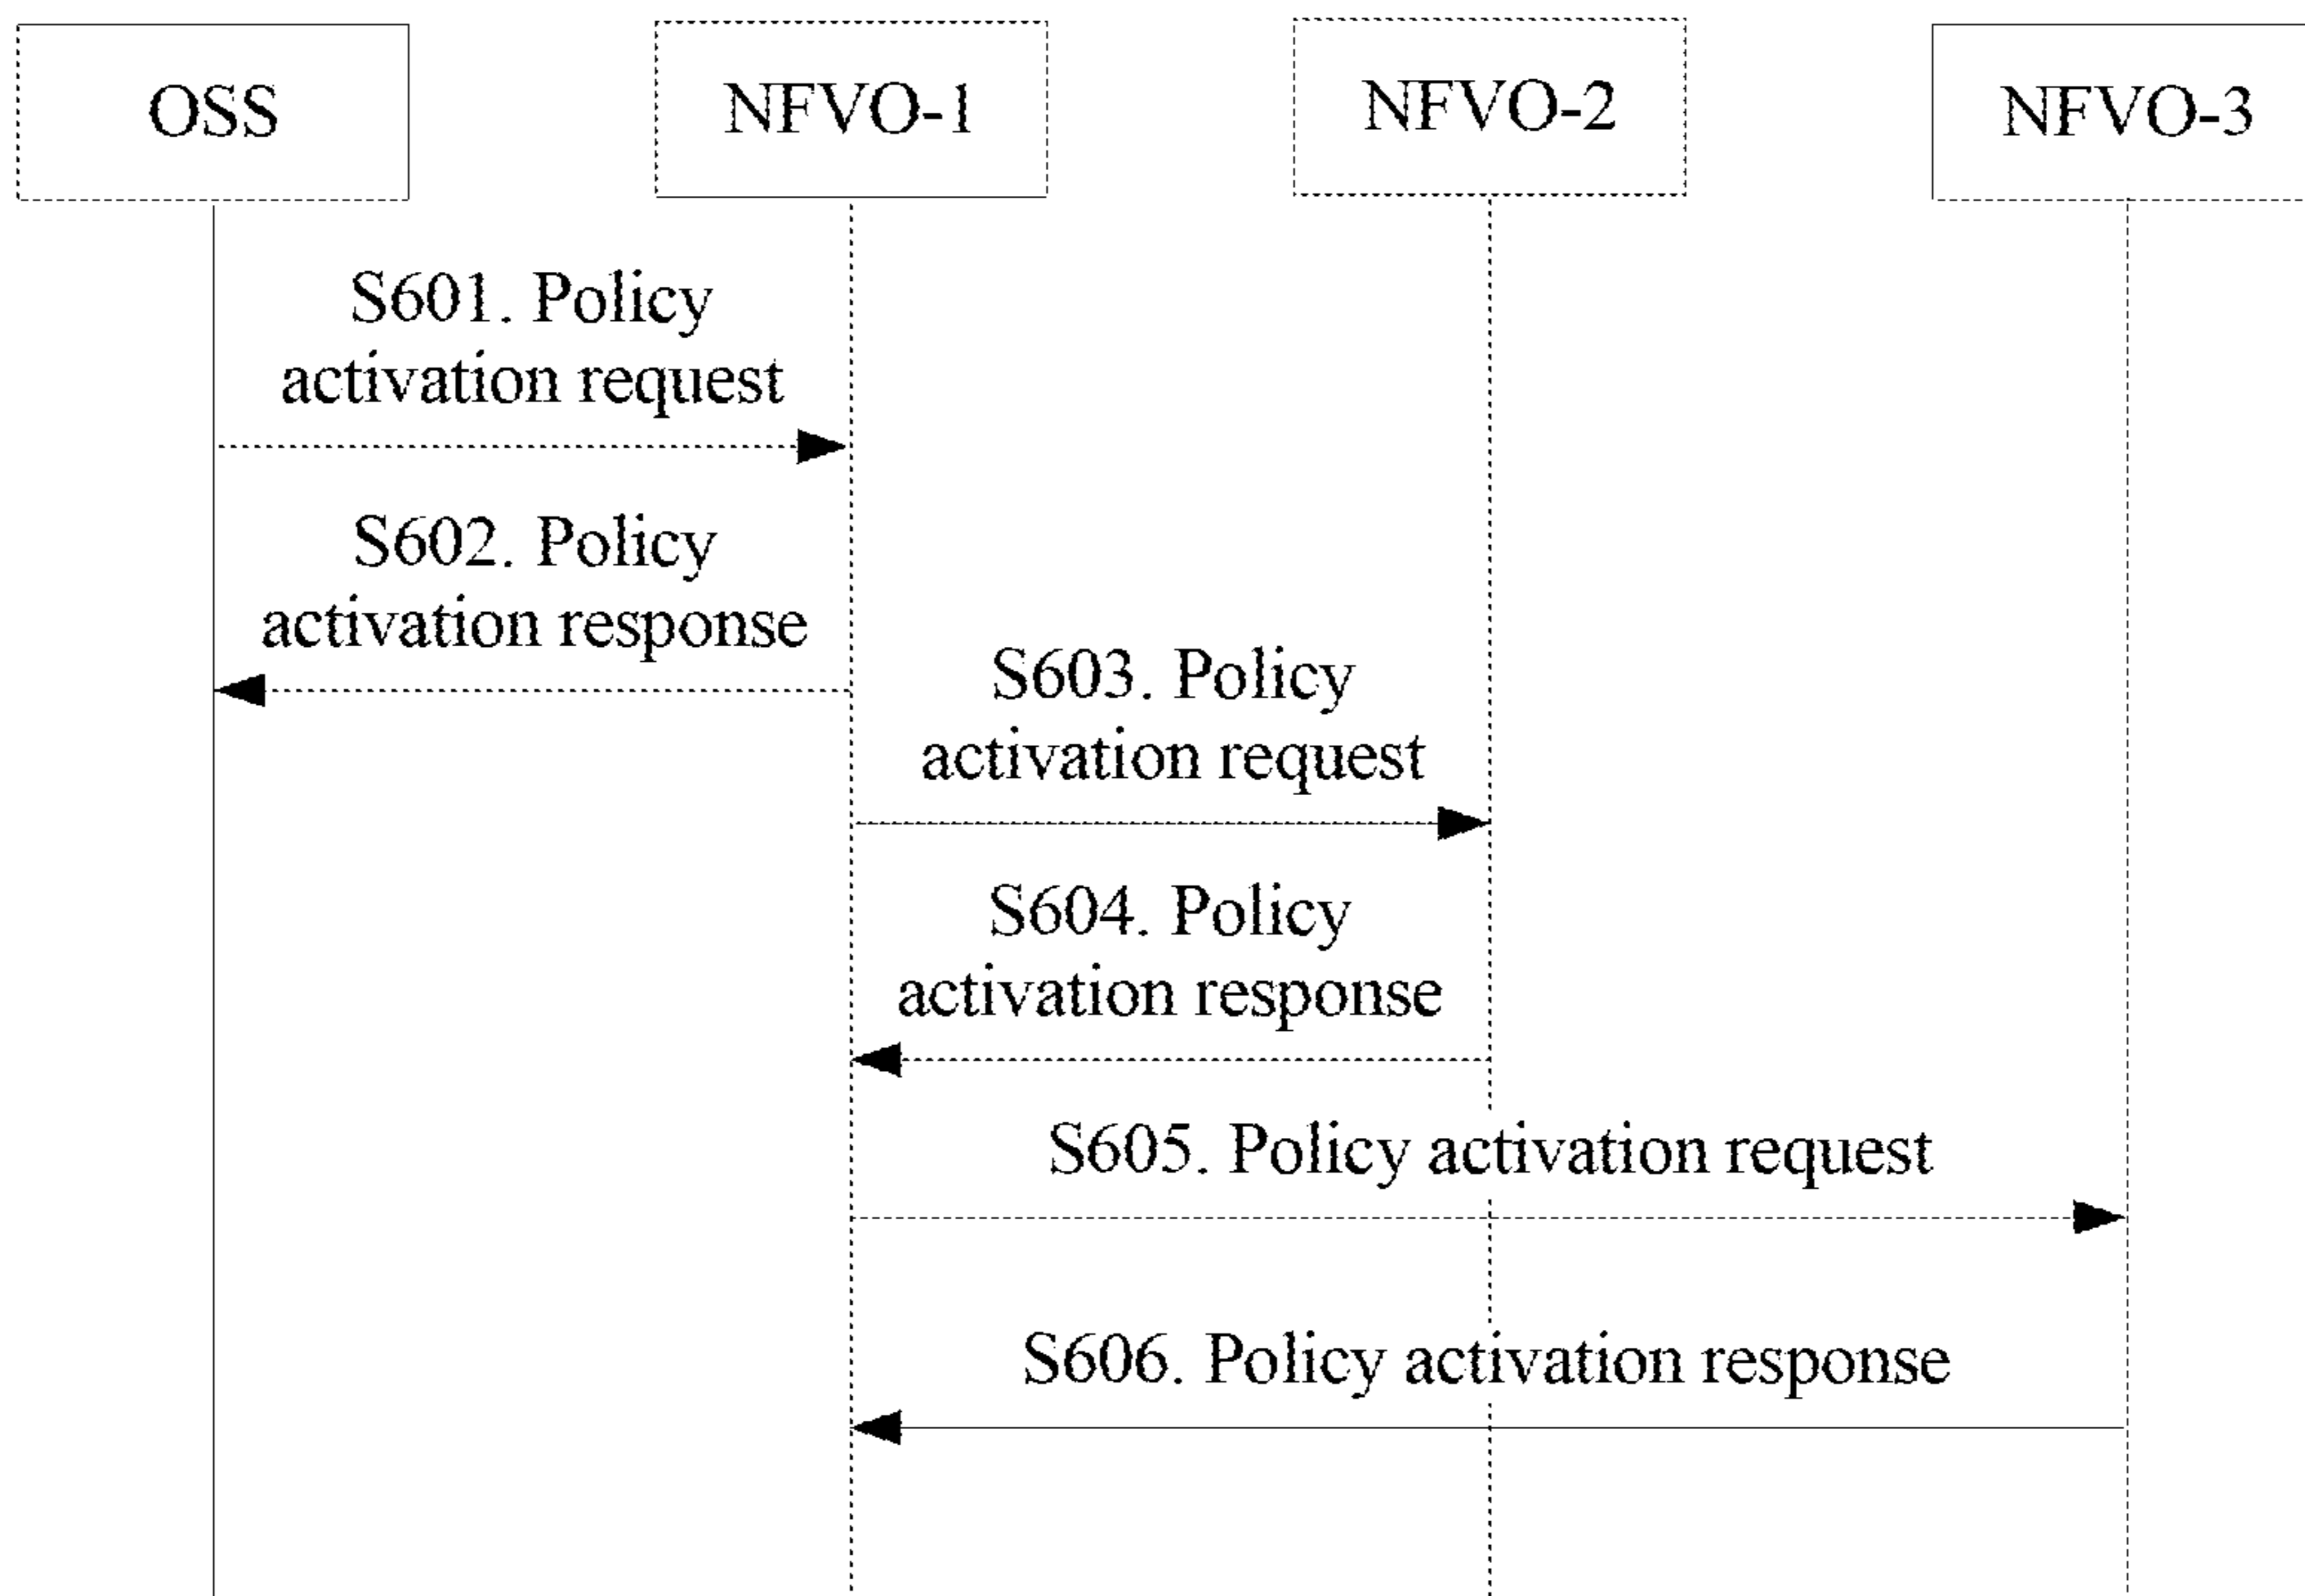 OSS
NFVO-1
NFVO-2
NFVO-3
S601. Policy
activation request
S602. Policy
activation response
S603. Policy
activation request
S604. Policy
activation response
S605. Policy activation request
S606. Policy activation response